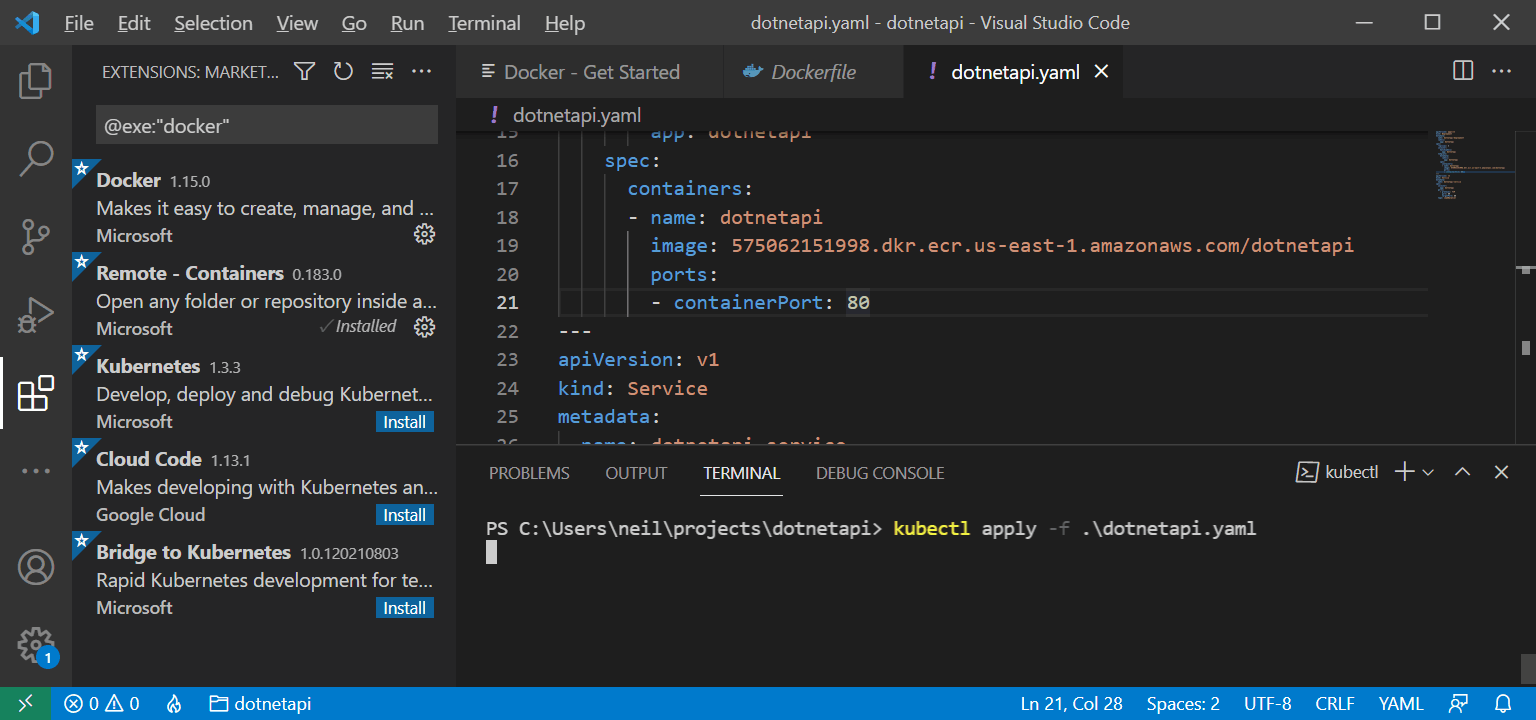 File Edit Selection View Go Run Terminal Help dotnetapi.yaml - dotnetapi - Visual Studio Code
EXTENSIONS: MARKET...
@exe:"docker"
Docker 1.15.0
Makes it easy to create, manage, and ...
Microsoft
Remote - Containers 0.183.0
Open any folder or repository inside a...
Microsoft ✓Installed
Kubernetes 1.3.3
Develop, deploy and debug Kubernet...
Microsoft Install
Cloud Code 1.13.1
Makes developing with Kubernetes an...
Google Cloud Install
Bridge to Kubernetes 1.0.120210803
Rapid Kubernetes development for te...
Microsoft Install
1
Docker - Get Started Dockerfile ! dotnetapi.yaml
! dotnetapi.yaml
15 app: dotnetapi
16 spec:
17 containers:
18 - name: dotnetapi
19 image: 575062151998.dkr.ecr.us-east-1.amazonaws.com/dotnetapi
20 ports:
21 - containerPort: 80
22 ---
23 apiVersion: v1
24 kind: Service
25 metadata:
26 name: dotnetapi-service
PROBLEMS OUTPUT TERMINAL DEBUG CONSOLE kubectl
PS C:\Users\neil\projects\dotnetapi> kubectl apply -f .\dotnetapi.yaml
0 0 dotnetapi Ln 21, Col 28 Spaces: 2 UTF-8 CRLF YAML